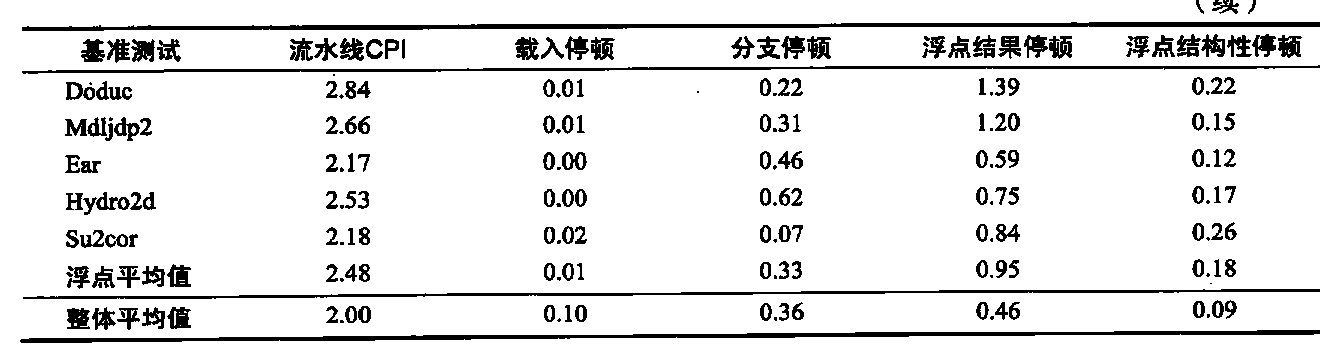 （续）
基准测试 流水线CPI 载入停顿 分支停顿 浮点结果停顿 浮点结构性停顿
Doduc 2.84 0.01 0.22 1.39 0.22
Mdljdp2 2.66 0.01 0.31 1.20 0.15
Ear 2.17 0.00 0.46 0.59 0.12
Hydro2d 2.53 0.00 0.62 0.75 0.17
Su2cor 2.18 0.02 0.07 0.84 0.26
浮点平均值 2.48 0.01 0.33 0.95 0.18
整体平均值 2.00 0.10 0.36 0.46 0.09